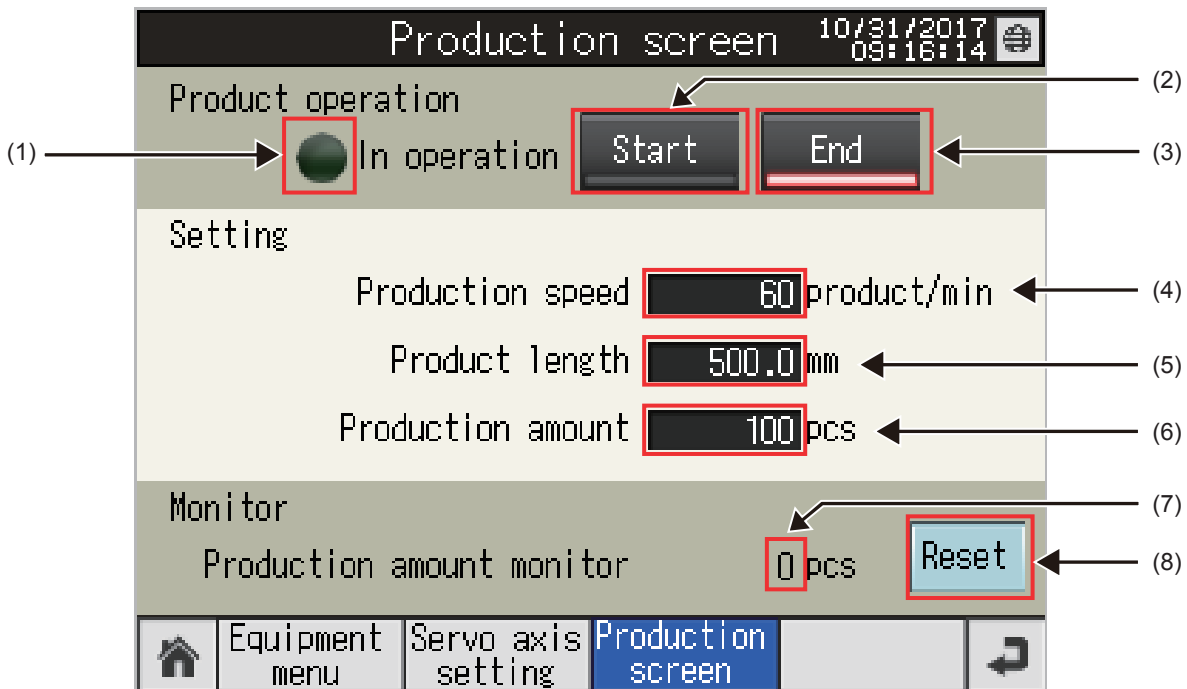 Production screen 10/31/2017
09:16:14
Product operation
(2)
(1) In operation Start End (3)
Setting
Production speed 60 product/min (4)
Product length 500.0 mm (5)
Production amount 100 pcs (6)
Monitor (7)
Production amount monitor 0 pcs Reset (8)
Equipment menu Servo axis setting Production screen